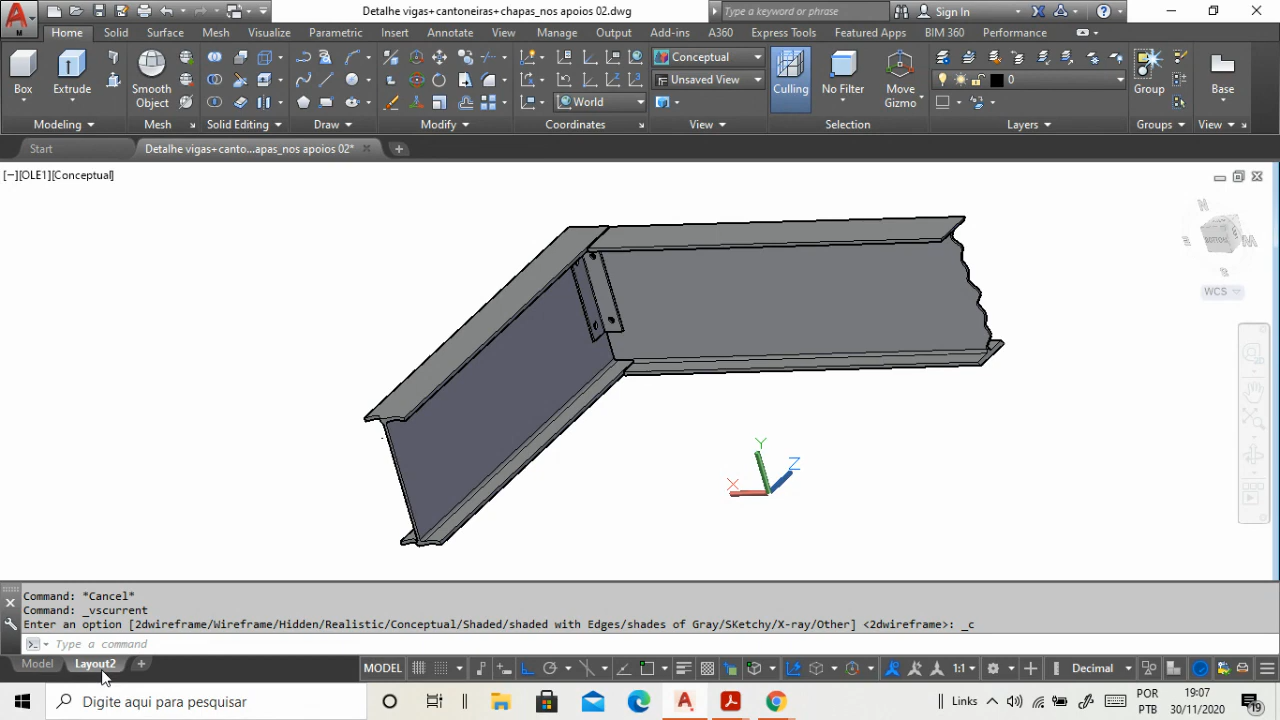 Detalhe vigas+cantoneiras+chapas_nos apoios 02.dwg
Type a keyword or phrase
Sign In
Home Solid Surface Mesh Visualize Parametric Insert Annotate View Manage Output Add-ins A360 Express Tools Featured Apps BIM 360 Performance
Conceptual
Unsaved View
World
0
Box Extrude Smooth Object Culling No Filter Move Gizmo Group Base
Modeling Mesh Solid Editing Draw Modify Coordinates View Selection Layers Groups View
Start Detalhe vigas+canto...apas_nos apoios 02*
[−][OLE1][Conceptual]
BOTTOM
WCS
Y
Z
X
Command: *Cancel*
Command: _vscurrent
Enter an option [2dwireframe/Wireframe/Hidden/Realistic/Conceptual/Shaded/shaded with Edges/shades of Gray/SKetchy/X-ray/Other] <2dwireframe>: _c
Type a command
Model Layout2 MODEL 1:1 Decimal
Digite aqui para pesquisar
Links
POR
PTB
19:07
30/11/2020
19